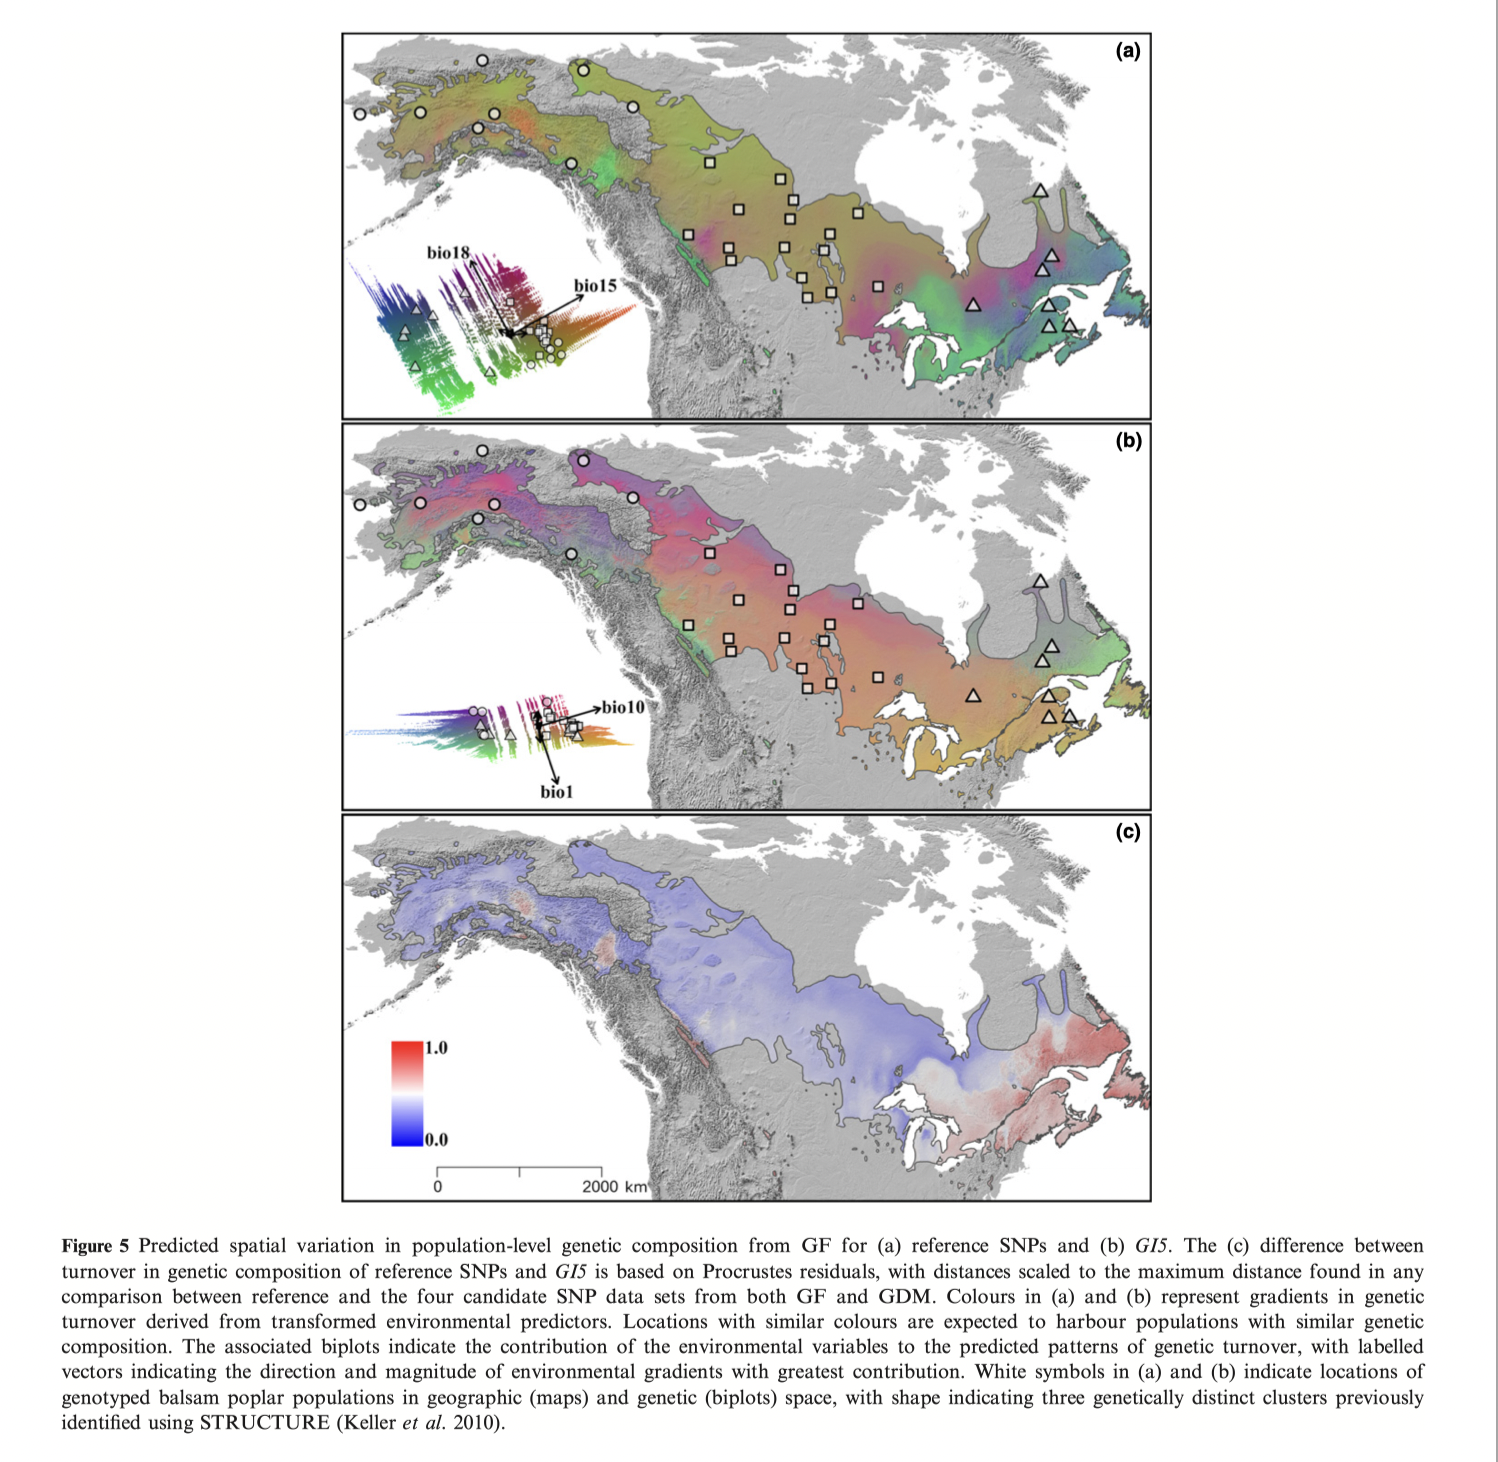 (a)
bio18
bio15
(b)
bio10
bio1
(c)
1.0
0.0
0 2000 km
Figure 5 Predicted spatial variation in population-level genetic composition from GF for (a) reference SNPs and (b) GI5. The (c) difference between
turnover in genetic composition of reference SNPs and GI5 is based on Procrustes residuals, with distances scaled to the maximum distance found in any
comparison between reference and the four candidate SNP data sets from both GF and GDM. Colours in (a) and (b) represent gradients in genetic
turnover derived from transformed environmental predictors. Locations with similar colours are expected to harbour populations with similar genetic
composition. The associated biplots indicate the contribution of the environmental variables to the predicted patterns of genetic turnover, with labelled
vectors indicating the direction and magnitude of environmental gradients with greatest contribution. White symbols in (a) and (b) indicate locations of
genotyped balsam poplar populations in geographic (maps) and genetic (biplots) space, with shape indicating three genetically distinct clusters previously
identified using STRUCTURE (Keller et al. 2010).